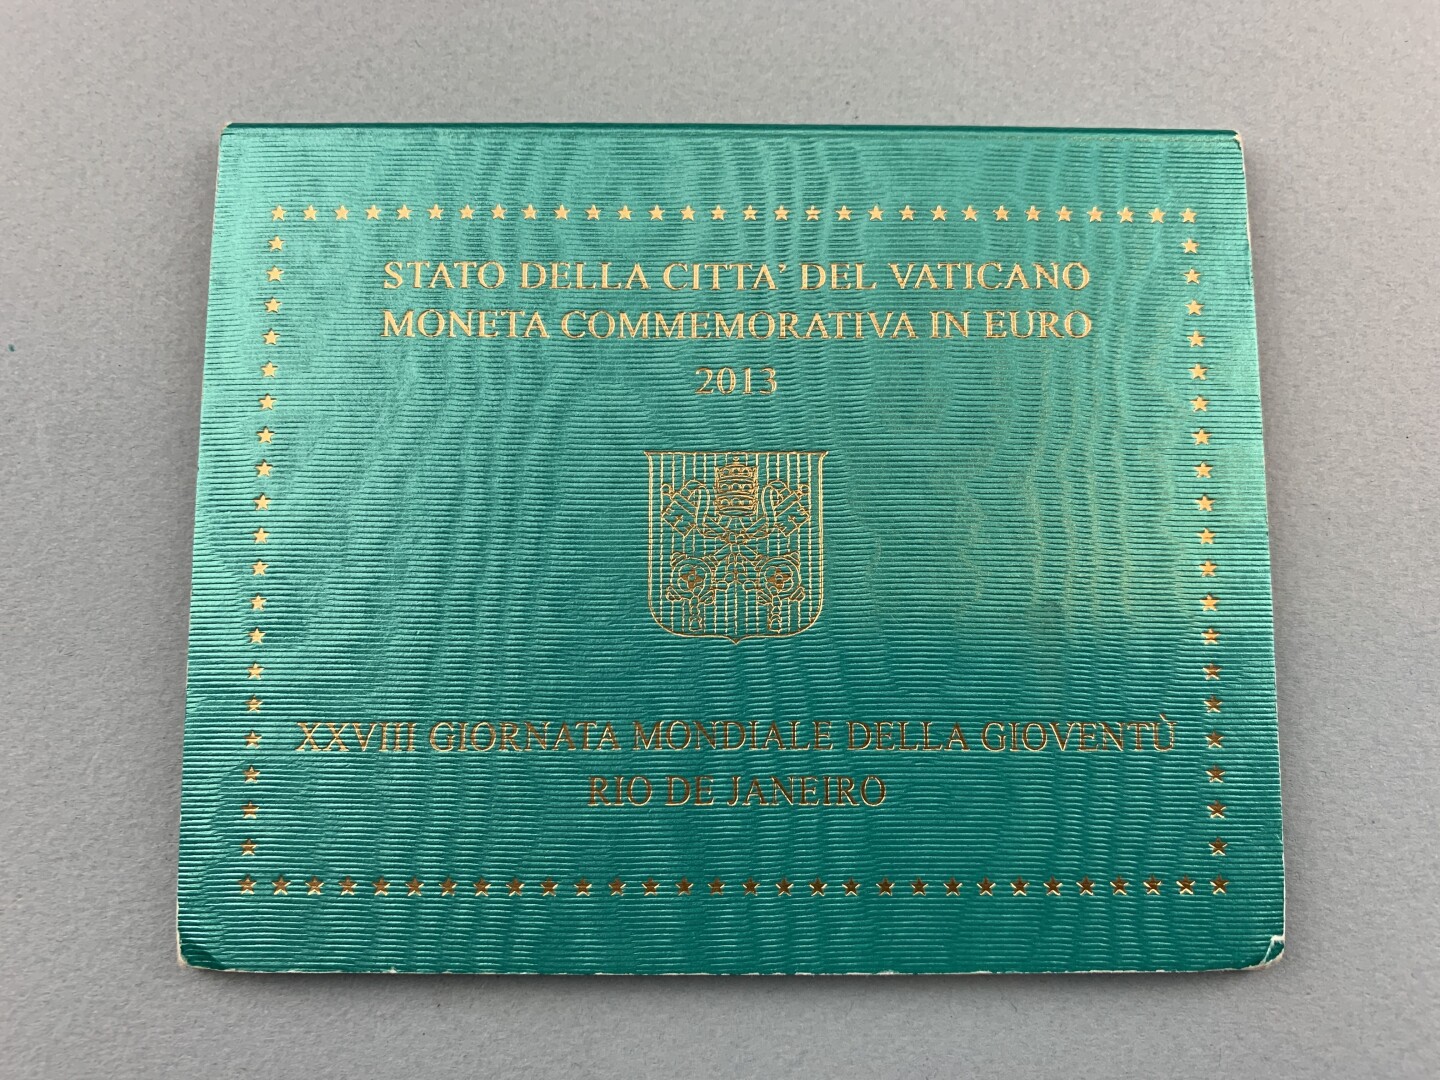 STATO DELLA CITTA' DEL VATICANO
MONETA COMMEMORATIVA IN EURO
2013
XXVIII GIORNATA MONDIALE DELLA GIOVENTÙ
RIO DE JANEIRO